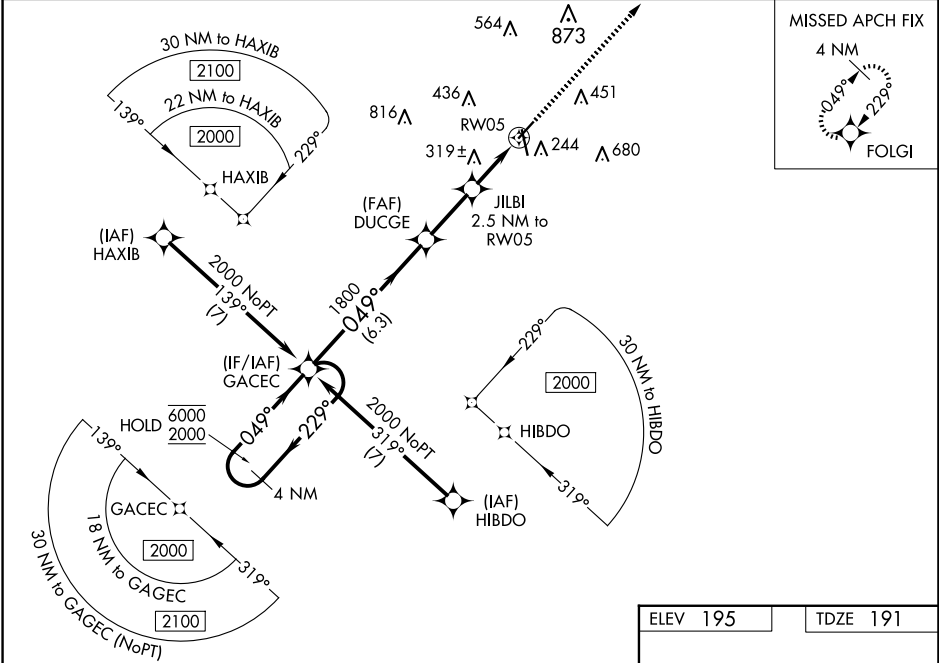 30 NM to HAXIB
2100
139°
22 NM to HAXIB
2000
229°
HAXIB
564
873
436
451
816
RW05
319±
244
680
MISSED APCH FIX
4 NM
049°
229°
FOLGI
(FAF)
DUCGE
JILBI
2.5 NM to
RW05
(IAF)
HAXIB
2000 NoPT
139°
(7)
1800
049°
(6.3)
(IF/IAF)
GACEC
HOLD
6000
2000
049°
229°
4 NM
2000 NoPT
319°
(7)
(IAF)
HIBDO
229°
30 NM to HIBDO
2000
HIBDO
319°
139°
GACEC
2000
18 NM to GAGEC
319°
2100
30 NM to GAGEC (NoPT)
ELEV 195
TDZE 191